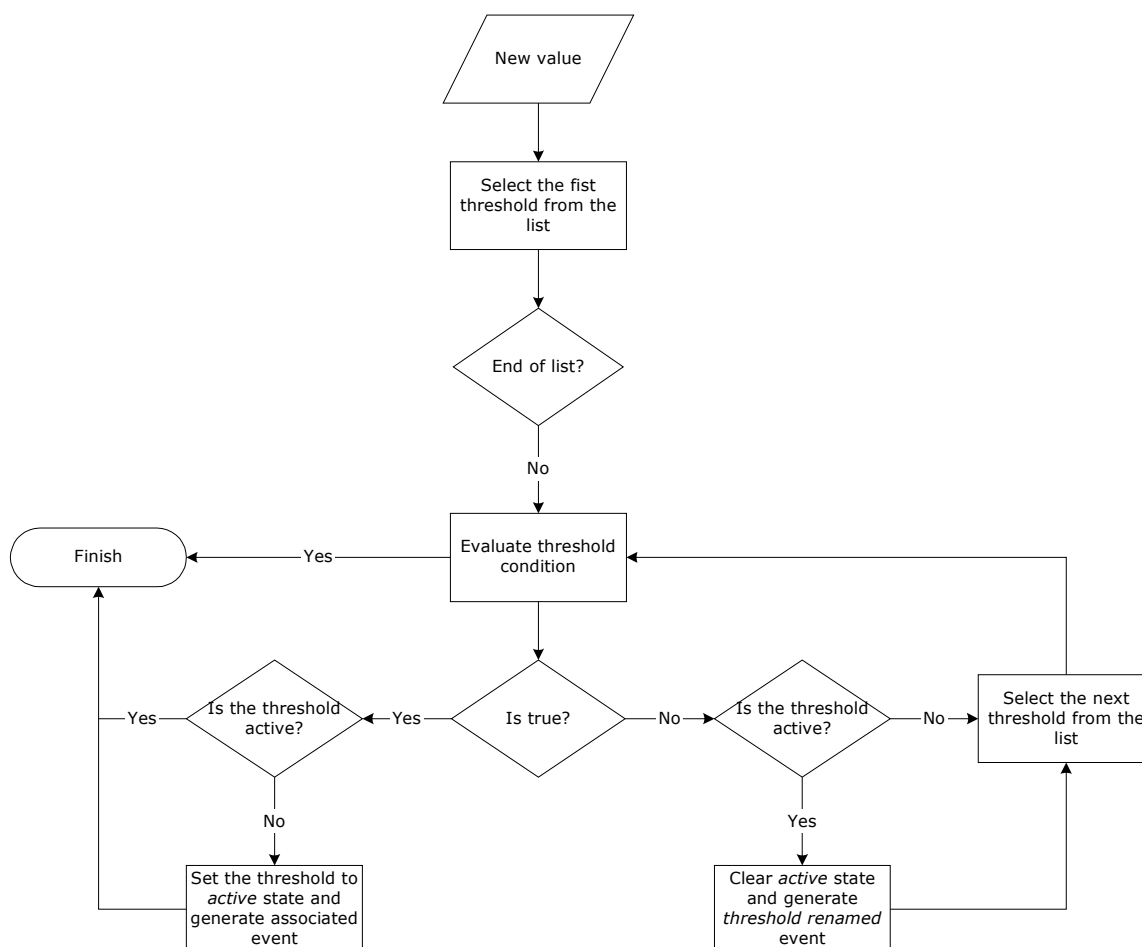 New value
Select the fist
threshold from the
list
End of list?
No
Evaluate threshold
condition
Yes
Finish
Is the threshold
active?
Yes
Yes
Is true?
No
Is the threshold
active?
No
Select the next
threshold from the
list
No
Yes
Set the threshold to
active state and
generate associated
event
Clear active state
and generate
threshold renamed
event